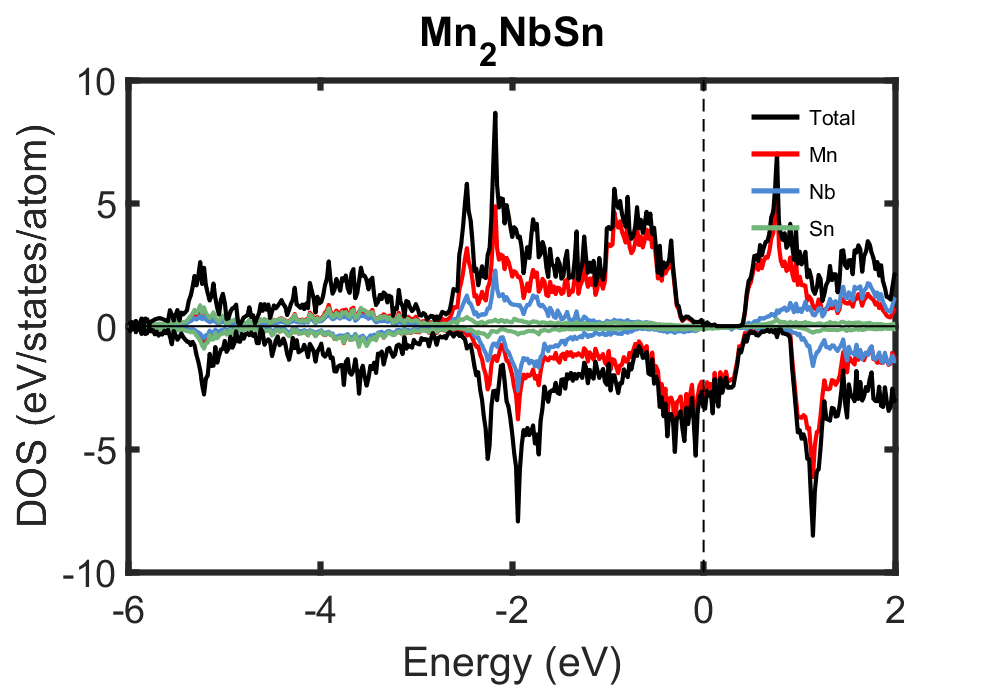 Mn2NbSn
10
5
0
-5
-10
DOS (eV/states/atom)
Total
Mn
Nb
Sn
-6 -4 -2 0 2
Energy (eV)